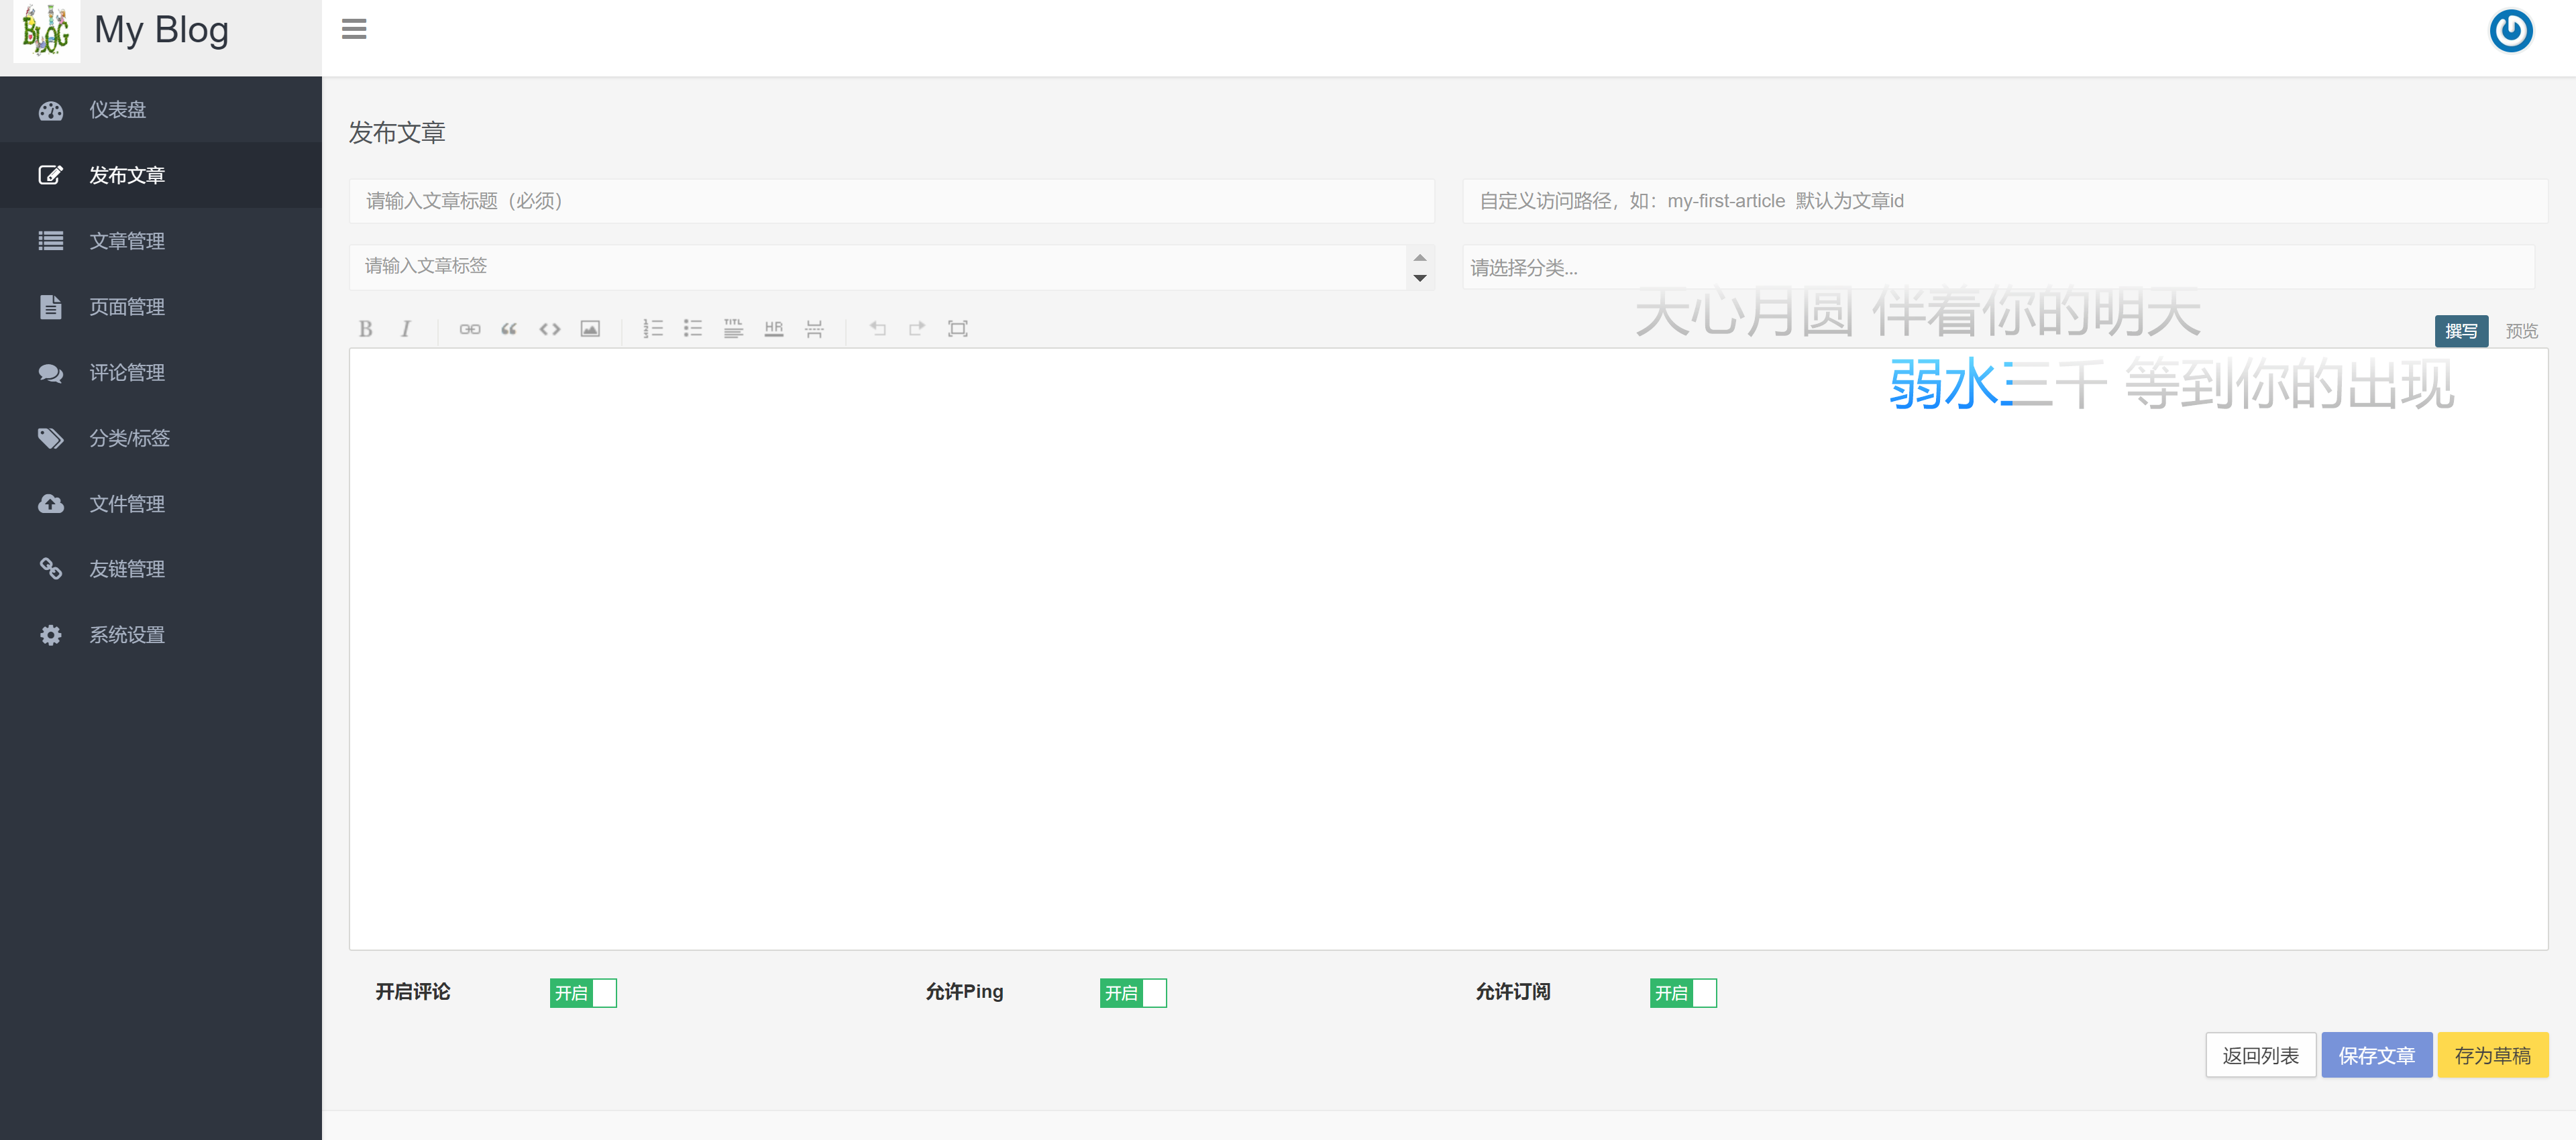 BLOG
My Blog
仪表盘
发布文章
文章管理
页面管理
评论管理
分类/标签
文件管理
友链管理
系统设置
发布文章
请输入文章标题（必须）
自定义访问路径，如：my-first-article 默认为文章id
请输入文章标签
请选择分类...
天心月圆 伴着你的明天
B I TITL HR
撰写 预览
弱水三千 等到你的出现
开启评论 开启
允许Ping 开启
允许订阅 开启
返回列表 保存文章 存为草稿